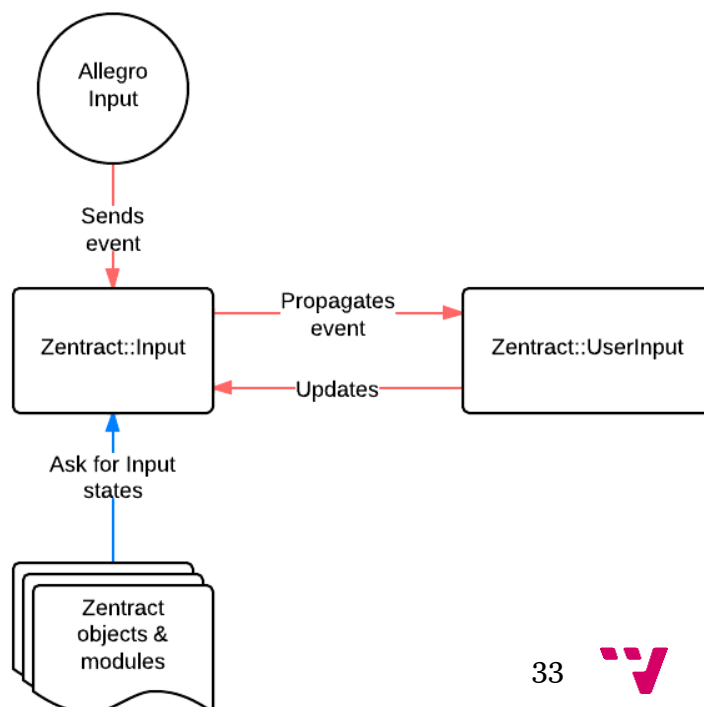 Allegro
Input
Sends
event
Zentract::Input
Propagates
event
Zentract::UserInput
Updates
Ask for Input
states
Zentract
objects &
modules
33